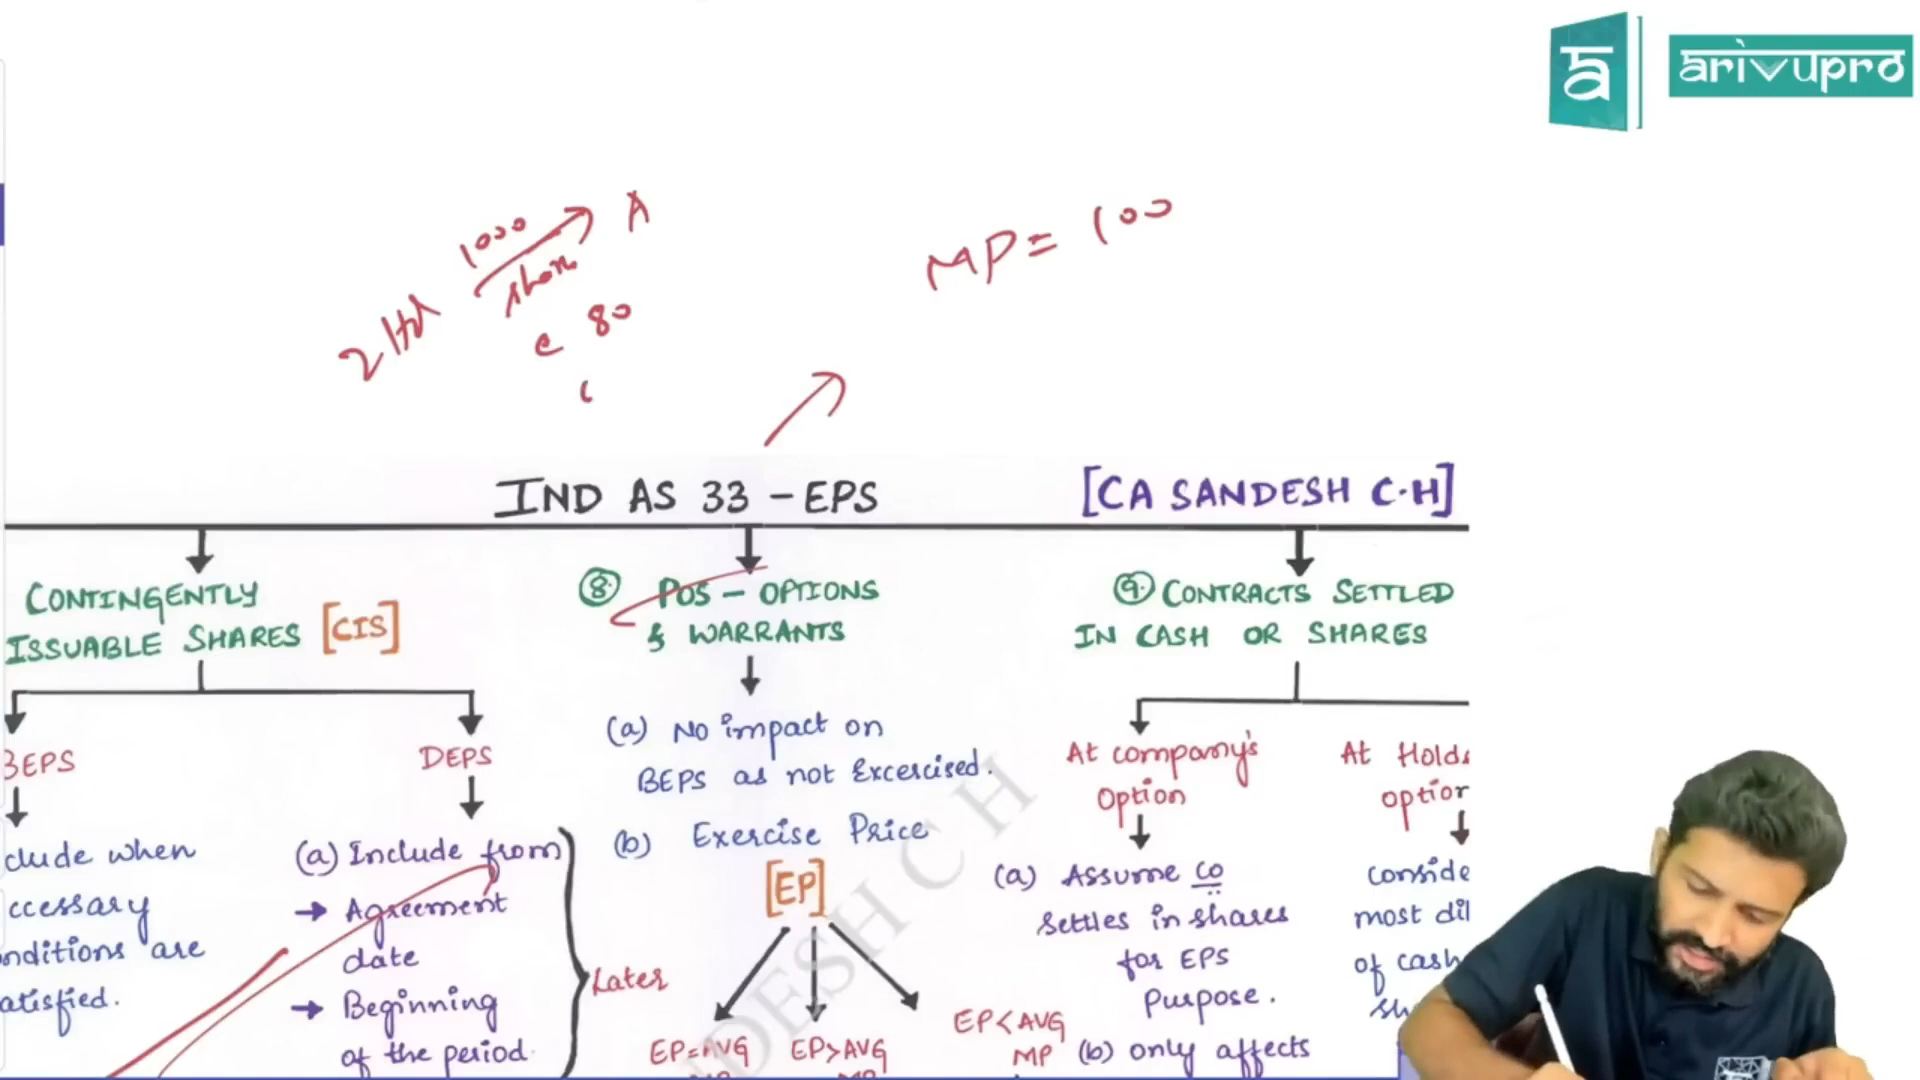 ā arivupro
1000
A
share
2 ltd
@ 80
MP = 100
IND AS 33 - EPS
[CA SANDESH C.H]
CONTINGENTLY
ISSUABLE SHARES [CIS]
BEPS
clude when
ccessary
nditions are
atisfied.
DEPS
(a) Include from
→ Agreement
date
→ Beginning
of the period.
Later
8. POS - OPTIONS
& WARRANTS
(a) No impact on
BEPS as not Excercised.
(b) Exercise Price
[EP]
EP=AVG
EP>AVG
EP<AVG
MP
9. CONTRACTS SETTLED
IN CASH OR SHARES
At company's
Option
(a) Assume co
settles in shares
for EPS
Purpose.
(b) only affects
At Hold
option
conside
most dil
of cash
sh
DESH C H